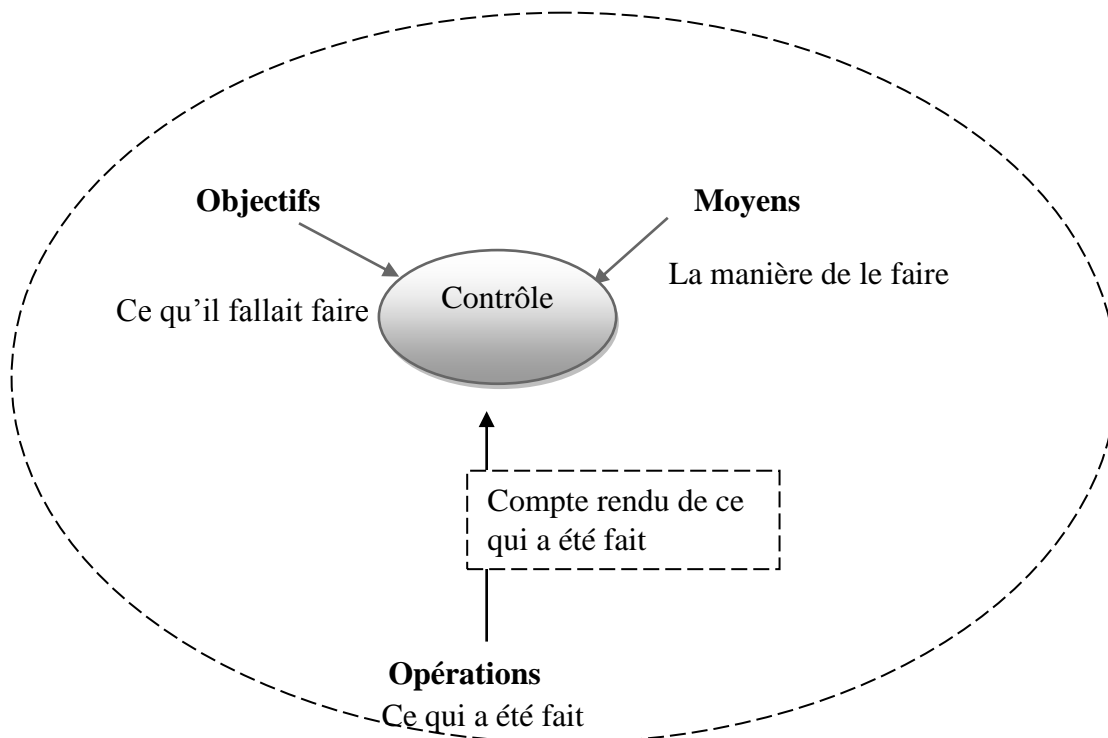 Objectifs
Moyens
La manière de le faire
Contrôle
Ce qu’il fallait faire
Compte rendu de ce
qui a été fait
Opérations
Ce qui a été fait